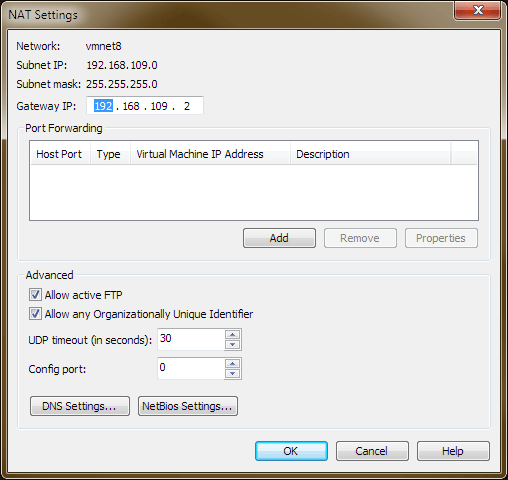 NAT Settings
Network: vmnet8
Subnet IP: 192.168.109.0
Subnet mask: 255.255.255.0
Gateway IP: 192 . 168 . 109 . 2
Port Forwarding
Host Port Type Virtual Machine IP Address Description
Add Remove Properties
Advanced
Allow active FTP
Allow any Organizationally Unique Identifier
UDP timeout (in seconds): 30
Config port: 0
DNS Settings... NetBios Settings...
OK Cancel Help